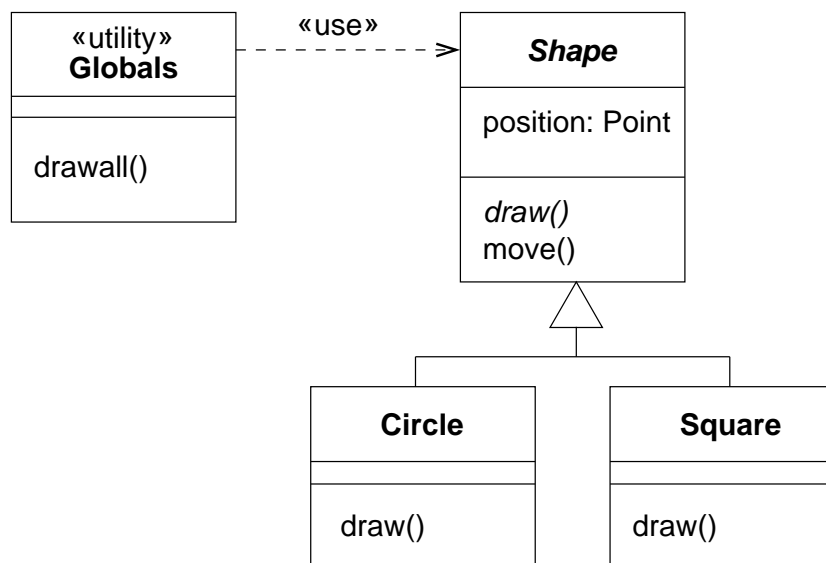 «utility»
Globals
drawall()
«use»
Shape
position: Point
draw()
move()
Circle
draw()
Square
draw()